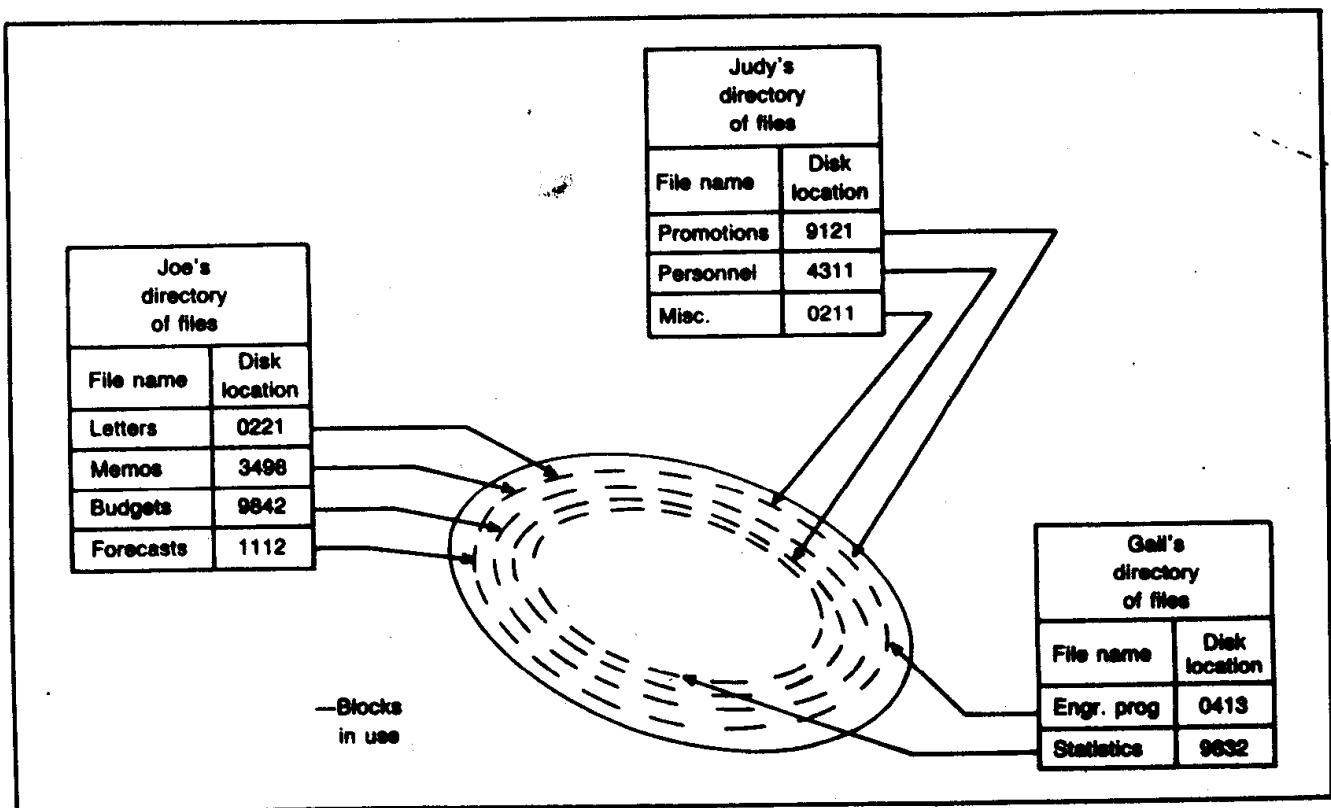 Judy's
directory
of files
File name Disk location
Promotions 9121
Personnel 4311
Misc. 0211
Joe's
directory
of files
File name Disk location
Letters 0221
Memos 3498
Budgets 9842
Forecasts 1112
Gail's
directory
of files
File name Disk location
Engr. prog 0413
Statistics
—Blocks
in use